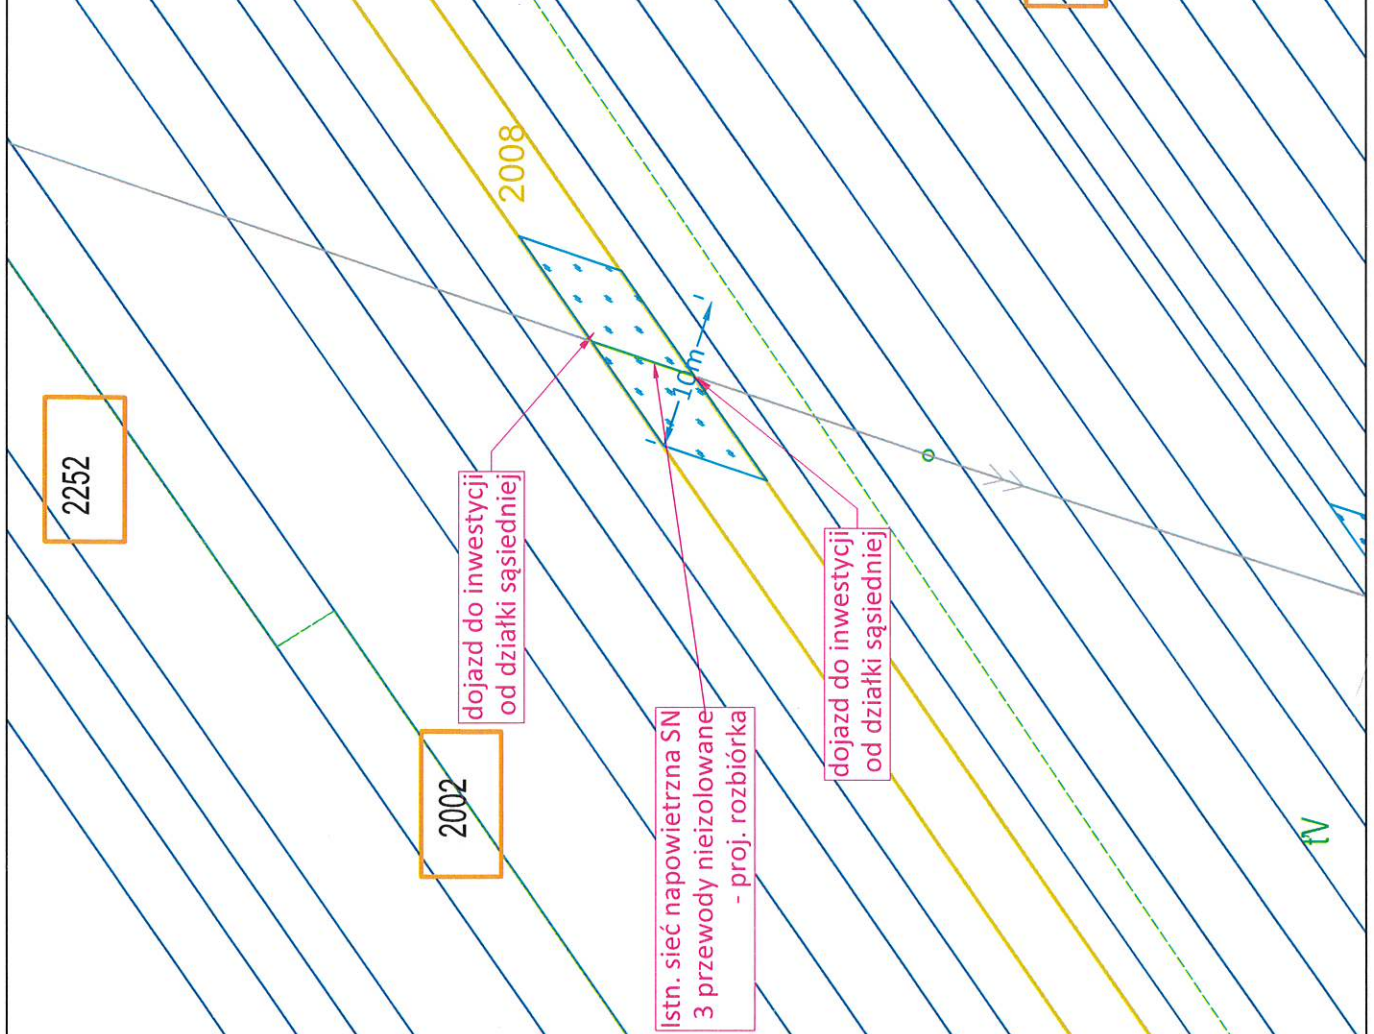 2252
2002
2008
dojazd do inwestycji
od działki sąsiedniej
10m
Istn. sieć napowietrzna SN
3 przewody nieizolowane
- proj. rozbiórka
dojazd do inwestycji
od działki sąsiedniej